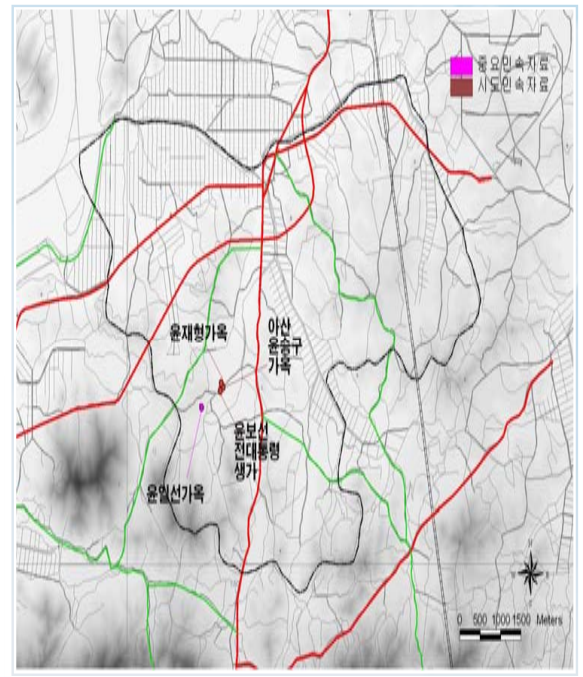 중요민속자료
시도민속자료
윤재형가옥
아산
윤승구
가옥
윤보선
전대통령
생가
윤일선가옥
N
W
E
S
0 500 1000 1500 Meters